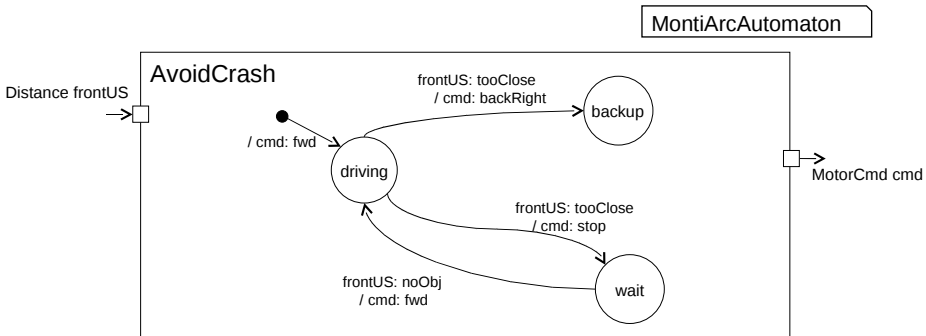 MontiArcAutomaton
AvoidCrash
Distance frontUS
frontUS: tooClose
/ cmd: backRight
backup
/ cmd: fwd
driving
MotorCmd cmd
frontUS: tooClose
/ cmd: stop
frontUS: noObj
/ cmd: fwd
wait